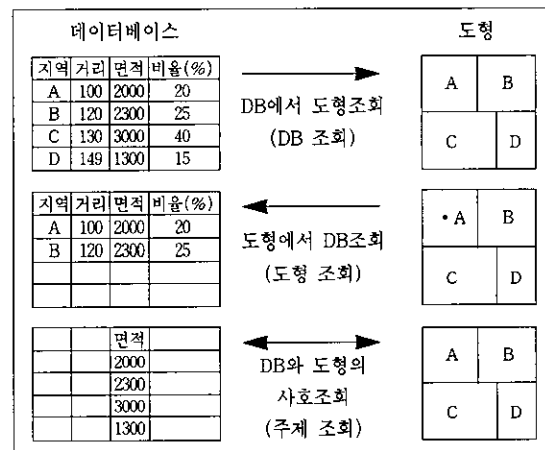 데이터베이스
도형
지역 거리 면적 비율(%)
A 100 2000 20
B 120 2300 25
C 130 3000 40
D 149 1300 15
DB에서 도형조회
(DB 조회)
A B
C D
지역 거리 면적 비율(%)
A 100 2000 20
B 120 2300 25
도형에서 DB조회
(도형 조회)
• A B
C D
면적
2000
2300
3000
1300
DB와 도형의
사호조회
(주제 조회)
A B
C D